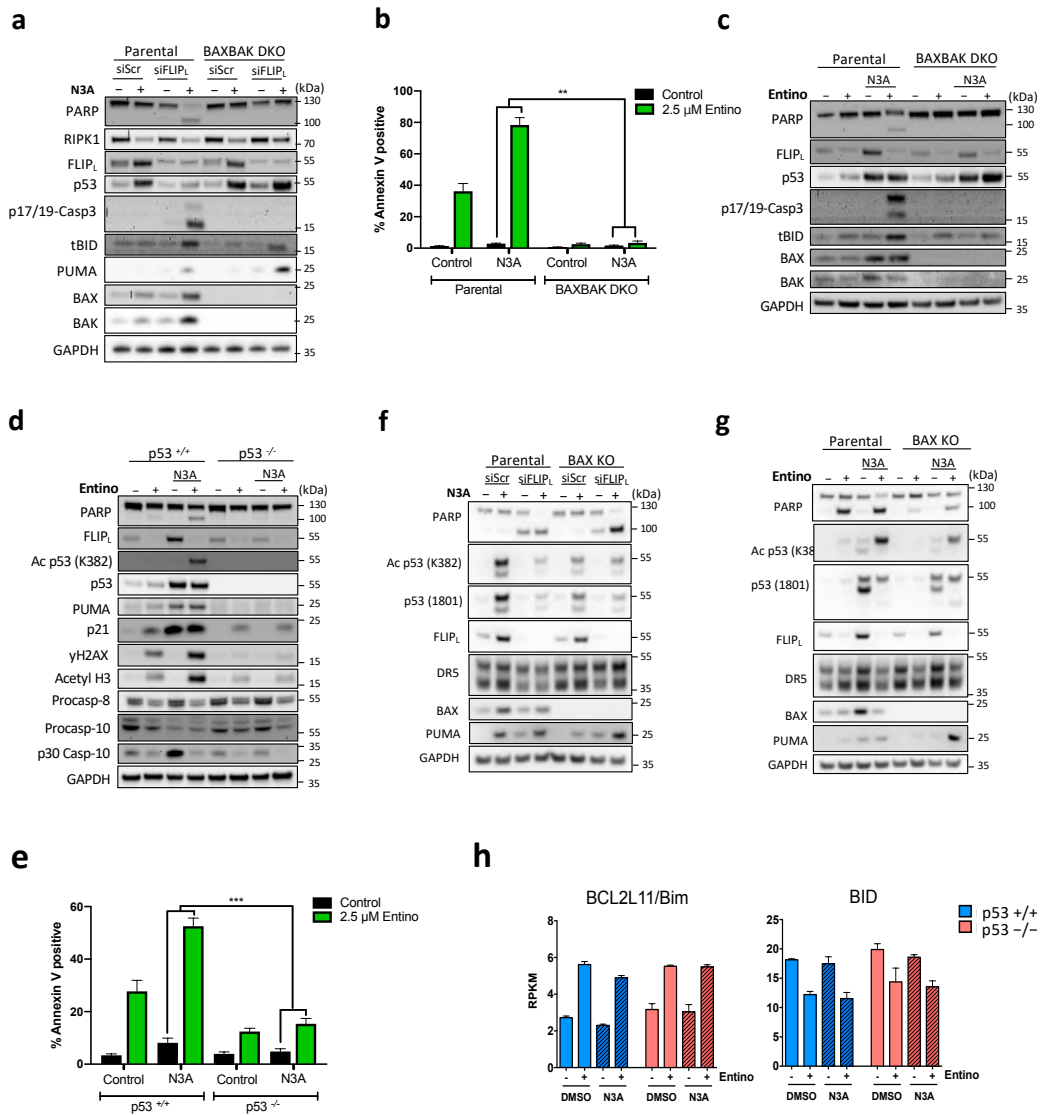 a
Parental BAXBAK DKO
siScr siFLIPL siScr siFLIPL
N3A − + − + − + − + (kDa)
PARP 130
100
RIPK1 70
FLIPL 55
p53 55
p17/19-Casp3
15
tBID 15
PUMA 25
BAX 25
BAK 25
GAPDH 35
b
Control
2.5 μM Entino
**
% Annexin V positive
100
80
60
40
20
0
Control N3A Control N3A
Parental BAXBAK DKO
c
Parental BAXBAK DKO
N3A N3A
Entino − + − + − + − + (kDa)
PARP 130
100
FLIPL 55
p53 55
p17/19-Casp3
15
tBID 15
BAX 25
BAK 25
GAPDH 35
d
p53 +/+ p53 -/-
N3A N3A
Entino − + − + − + − + (kDa)
PARP 130
100
FLIPL 55
Ac p53 (K382) 55
p53 55
PUMA 25
p21 25
yH2AX 15
Acetyl H3 15
Procasp-8 55
Procasp-10 55
p30 Casp-10 35
25
GAPDH 35
f
Parental BAX KO
siScr siFLIPL siScr siFLIPL
N3A − + − + − + − + (kDa)
PARP 130
100
Ac p53 (K382) 55
p53 (1801) 55
FLIPL 55
DR5 55
35
BAX 25
PUMA 25
GAPDH 35
g
Parental BAX KO
N3A N3A
Entino − + − + − + − + (kDa)
PARP 130
100
Ac p53 (K38 55
p53 (1801) 55
FLIPL 55
DR5 55
35
BAX 25
PUMA 25
GAPDH 35
e
Control
2.5 μM Entino
***
% Annexin V positive
60
40
20
0
Control N3A Control N3A
p53 +/+ p53 -/-
h
BCL2L11/Bim
RPKM
8
6
4
2
0
- + - + - + - + Entino
DMSO N3A DMSO N3A
BID
25
20
15
10
5
0
- + - + - + - + Entino
DMSO N3A DMSO N3A
p53 +/+
p53 −/−